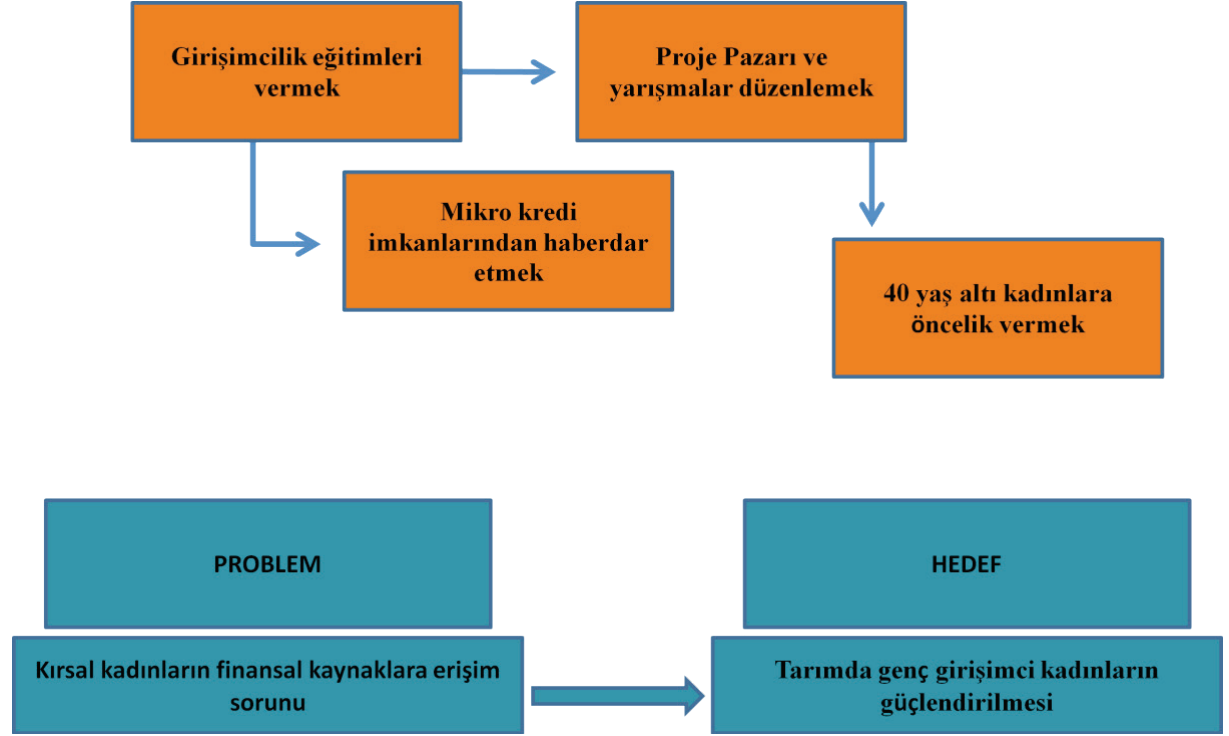 Girişimcilik eğitimleri
vermek
Proje Pazarı ve
yarışmalar düzenlemek
Mikro kredi
imkanlarından haberdar
etmek
40 yaş altı kadınlara
öncelik vermek
PROBLEM
HEDEF
Kırsal kadınların finansal kaynaklara erişim
sorunu
Tarımda genç girişimci kadınların
güçlendirilmesi